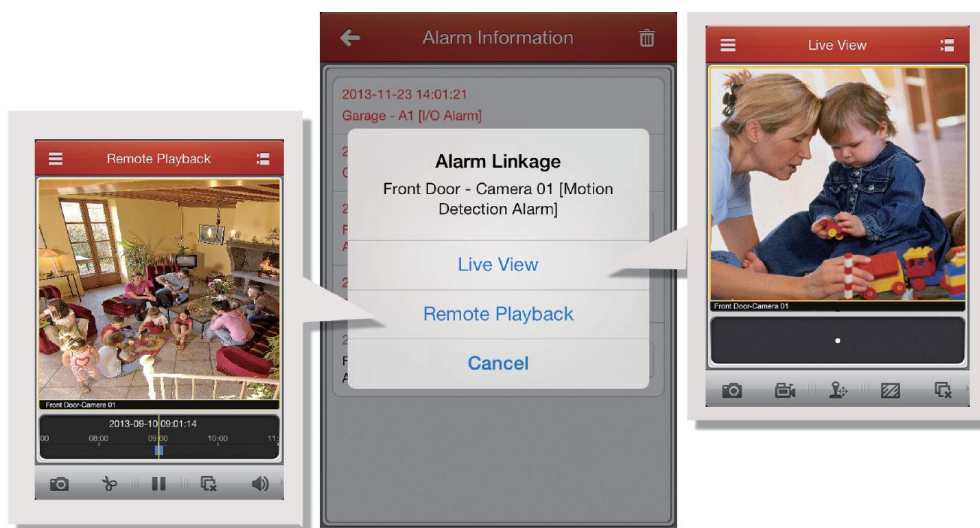 Remote Playback
Front Door-Camera 01
2013-09-10 09:01:14
00 08:00 09:00 10:00 11:
Alarm Information
2013-11-23 14:01:21
Garage - A1 [I/O Alarm]
Alarm Linkage
Front Door - Camera 01 [Motion
Detection Alarm]
Live View
Remote Playback
Cancel
Live View
Front Door-Camera 01